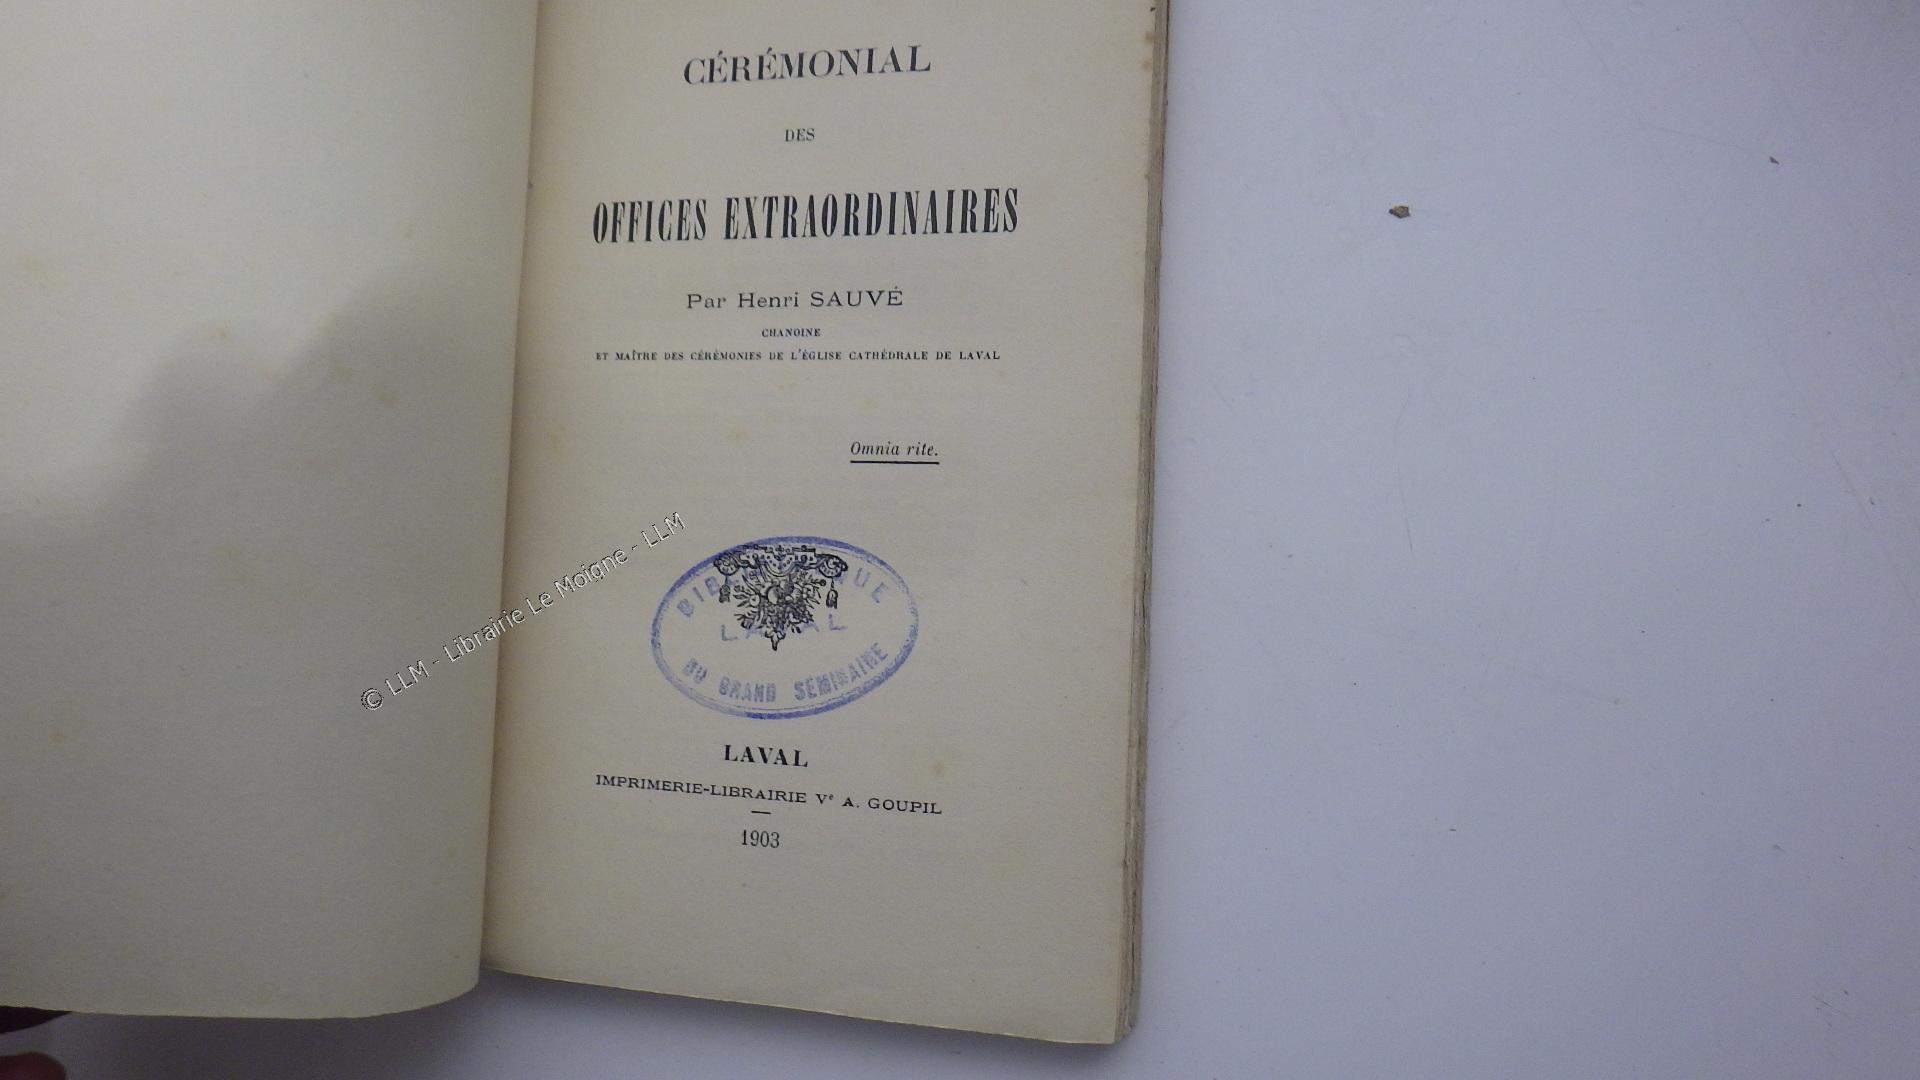 CÉRÉMONIAL
DES
OFFICES EXTRAORDINAIRES
Par Henri SAUVÉ
CHANOINE
ET MAÎTRE DES CÉRÉMONIES DE L'ÉGLISE CATHÉDRALE DE LAVAL
Omnia rite.
© LLM - Librairie Le Moigne - LLM
BIBLIOTHÈQUE
LAVAL
DU GRAND SÉMINAIRE
LAVAL
IMPRIMERIE-LIBRAIRIE Ve A. GOUPIL
1903